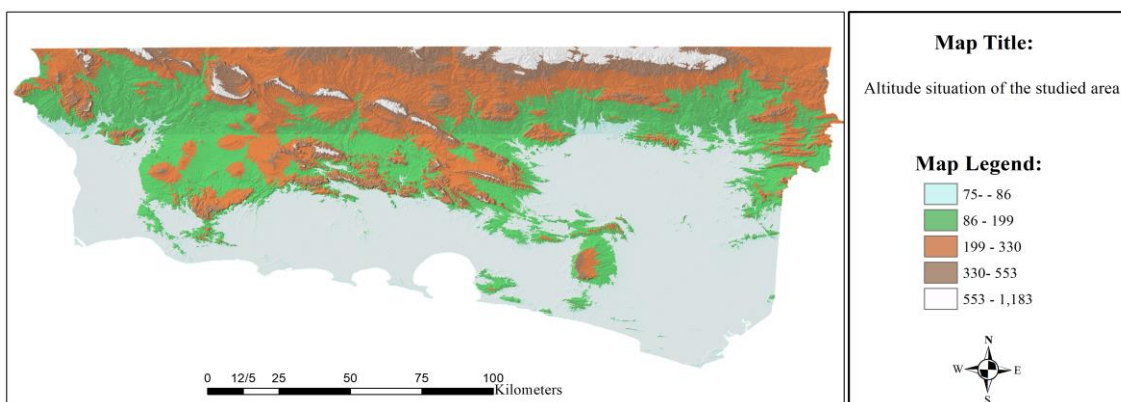 Map Title:
Altitude situation of the studied area
Map Legend:
75- - 86
86 - 199
199 - 330
330- 553
553 - 1,183
N
W E
S
0 12/5 25 50 75 100
Kilometers